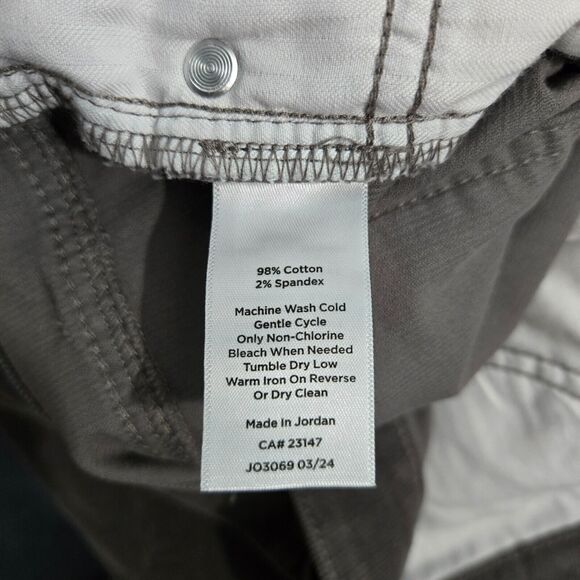 98% Cotton
2% Spandex
Machine Wash Cold
Gentle Cycle
Only Non-Chlorine
Bleach When Needed
Tumble Dry Low
Warm Iron On Reverse
Or Dry Clean
Made In Jordan
CA# 23147
JO3069 03/24